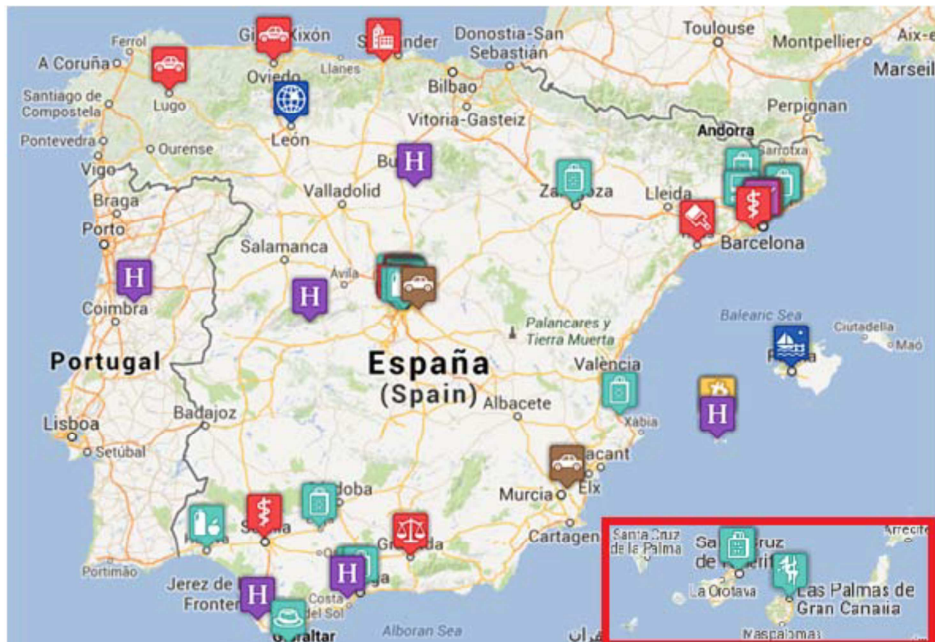 Ferrol
Toulouse
Donostia-San
Sebastián
Montpellier
A Coruña
Oviedo
Llanes
Bilbao
Marseil
Lugo
Santiago de
Compostela
Vitoria-Gasteiz
Perpignan
León
Pontevedra
Ourense
Andorra
Vigo
Valladolid
Lleida
Braga
Porto
Barcelona
Salamanca
Ávila
H
H
H
Coimbra
Palancares y
Tierra Muerta
Balearic Sea
Ciutadella
Maó
Portugal
España
(Spain)
València
Albacete
H
Badajoz
Xàbia
Lisboa
Setúbal
Elx
Murcia
Cartagen
Santa Cruz
de la Palma
Arrecife
Portimão
H
H
La Orotava
Jerez de
Fronter
Costa
del Sol
Las Palmas de
Gran Canaria
Maspalomas
Gibraltar
Alboran Sea